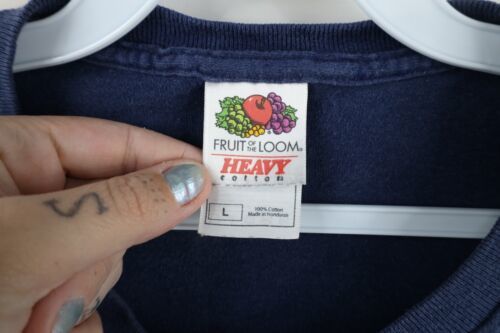 FRUIT OF THE LOOM®
HEAVY
cotton
L
100% Cotton
Made in Honduras
S